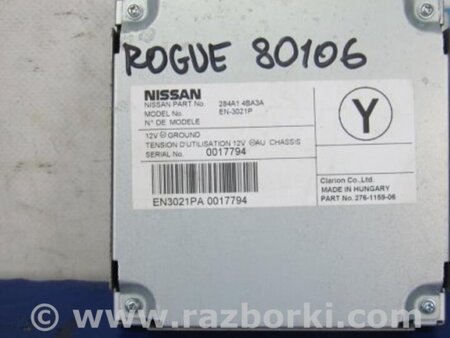 ROGUE 80106
NISSAN
NISSAN PART No. 284A1 4BA3A
MODEL No. EN-3021P
N° DE MODELE
12V ⊖ GROUND
TENSION D'UTILISATION 12V ⊖AU CHASSIS
SERIAL No. 0017794
EN3021PA 0017794
Y
Clarion Co.,Ltd.
MADE IN HUNGARY
PART No. 276-1159-06
www.razborki.com